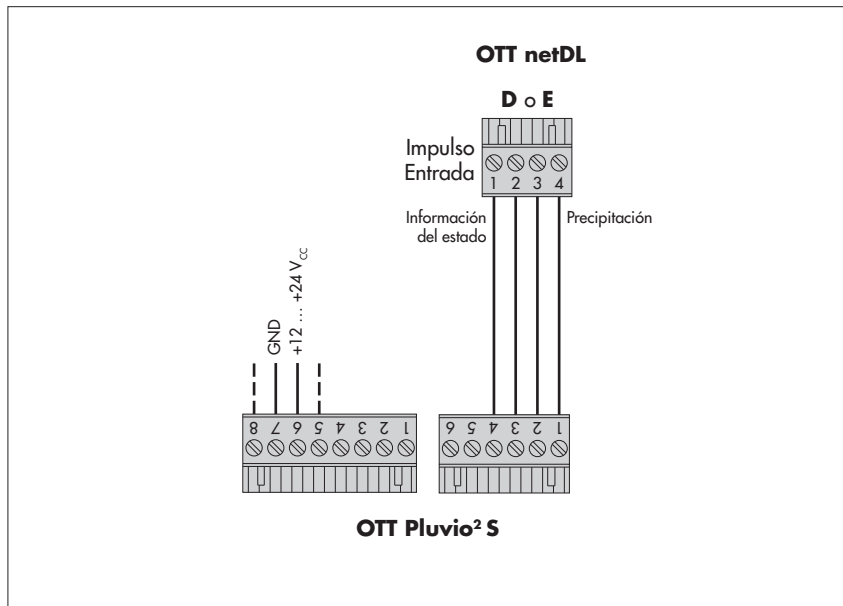 OTT netDL
D o E
Impulso
Entrada
1 2 3 4
Información
del estado
Precipitación
GND
+12 ... +24 VCC
8 7 6 5 4 3 2 1
6 5 4 3 2 1
OTT Pluvio² S